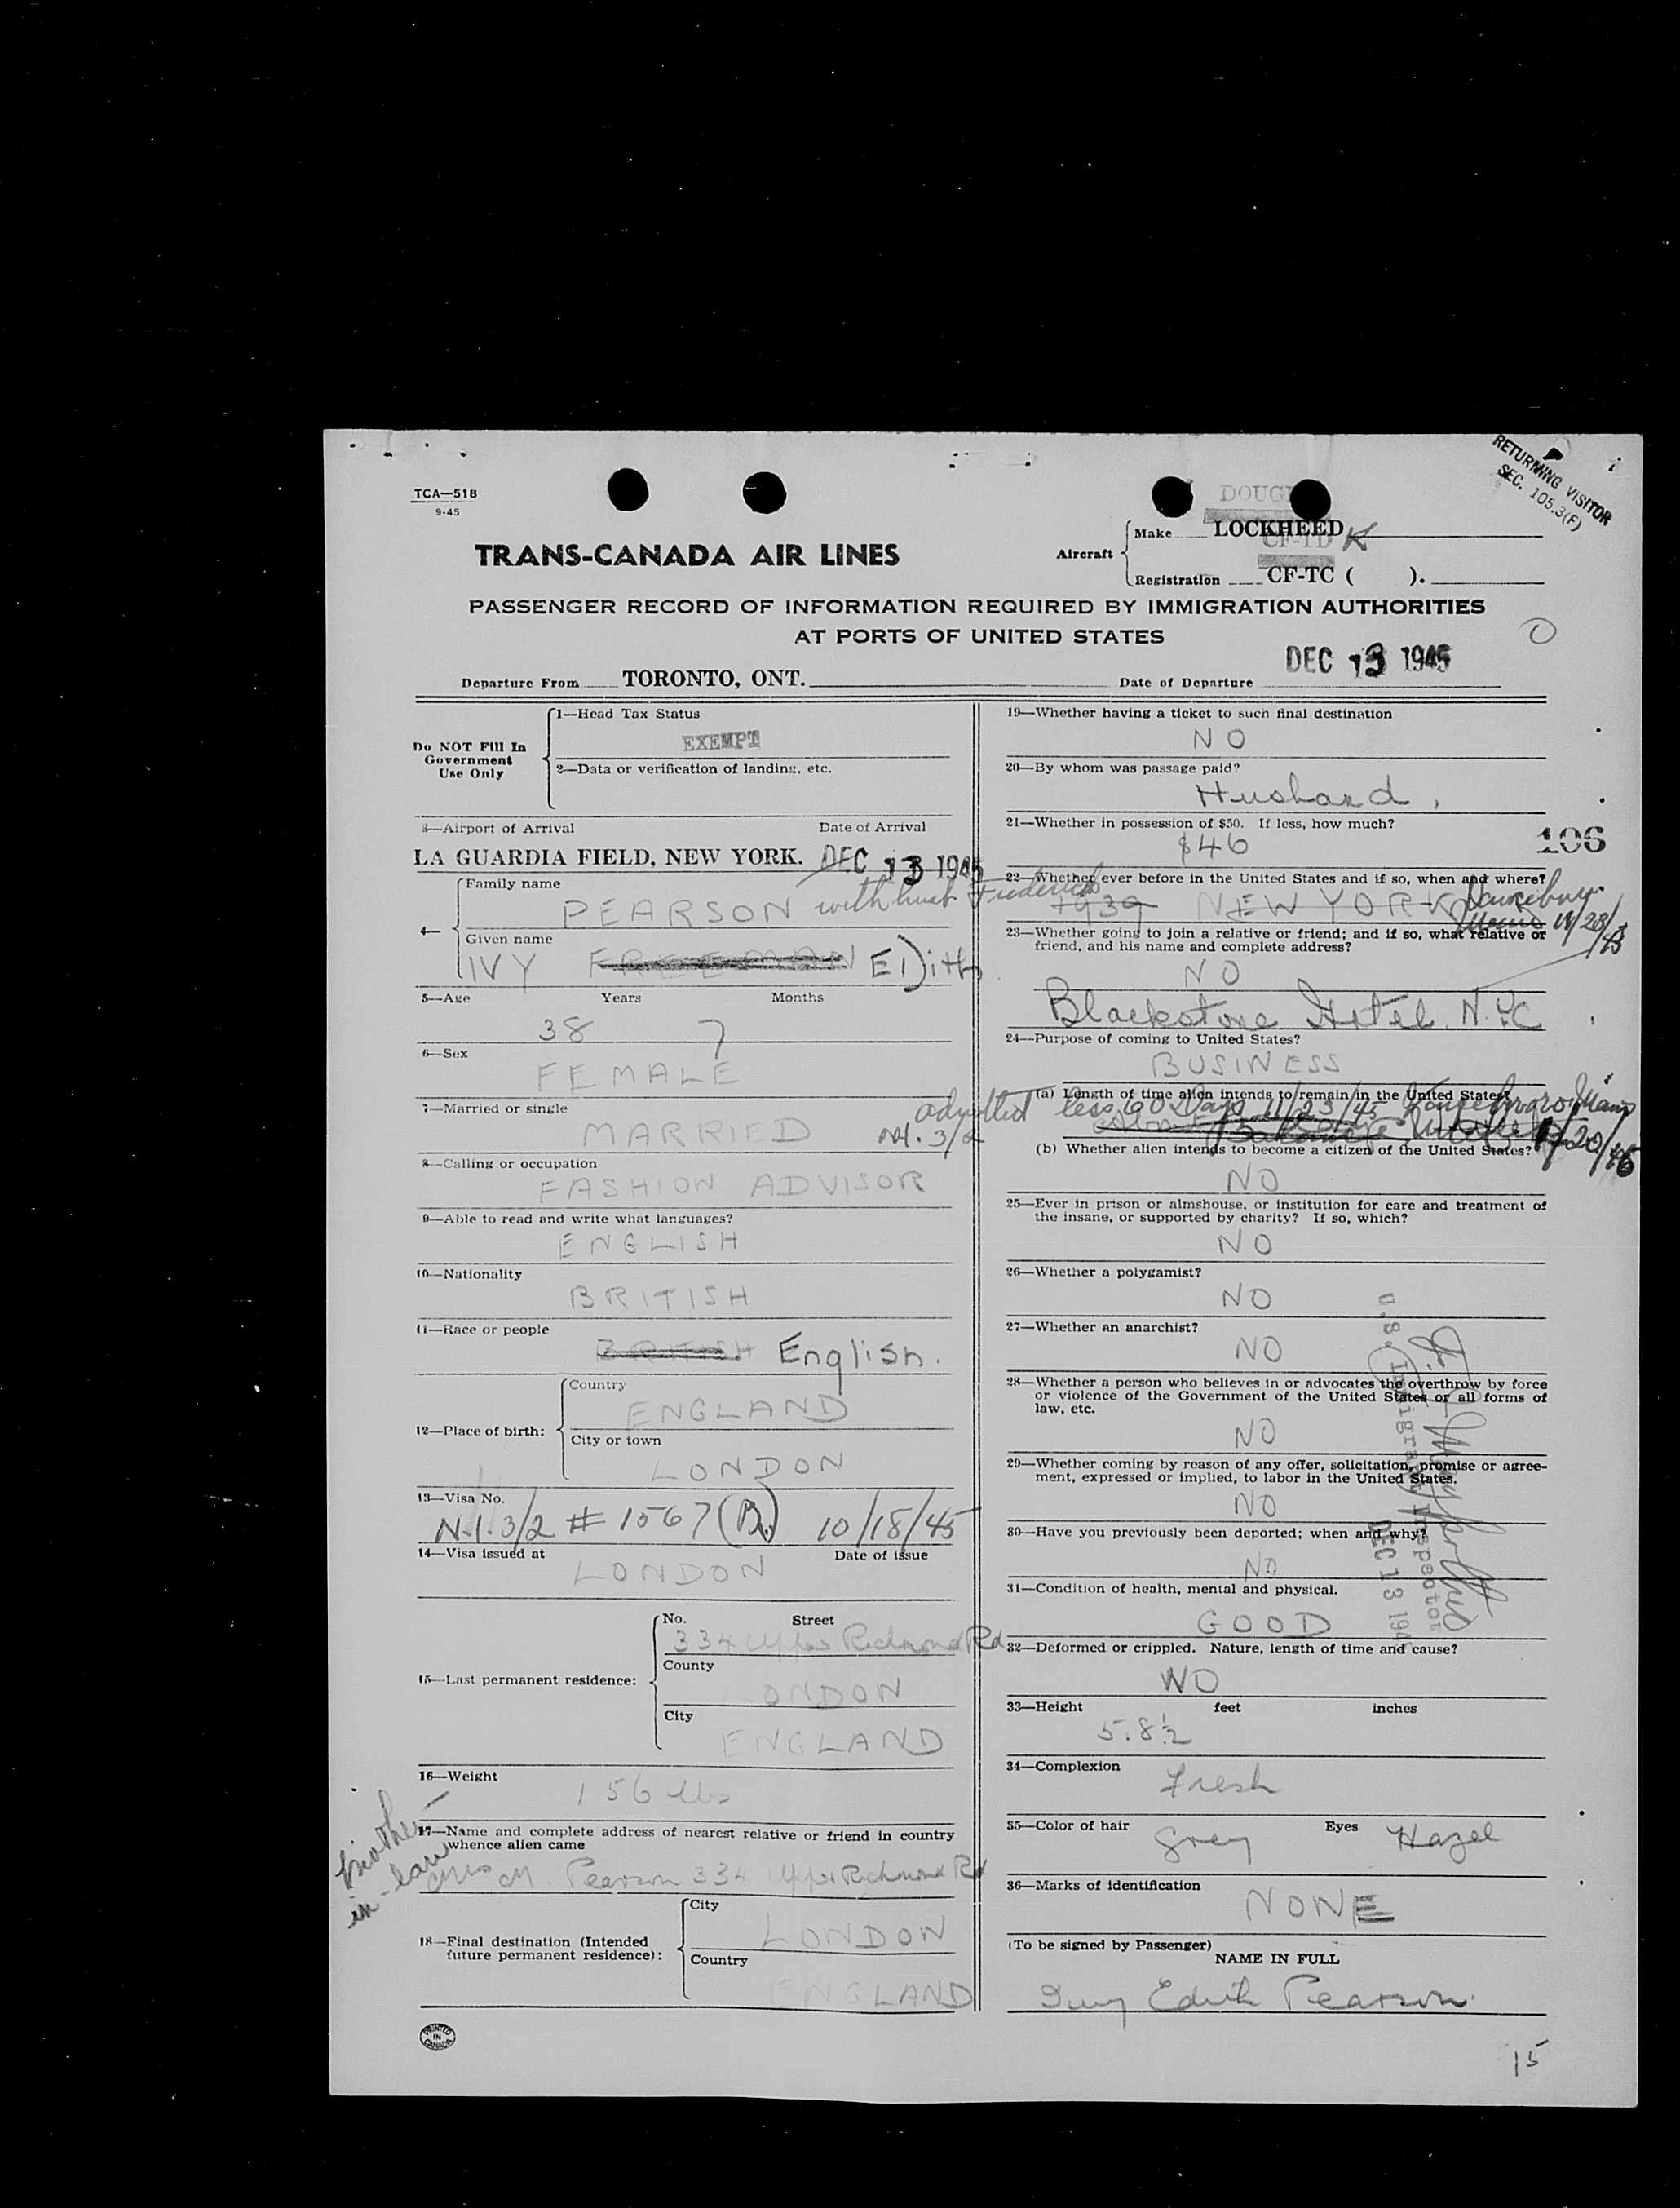 RETURNING VISITOR
SEC. 105.3(F)
TCA—518
9-45
TRANS-CANADA AIR LINES
Aircraft
Make LOCKHEED K
CF-TD
Registration CF-TC ( ).
PASSENGER RECORD OF INFORMATION REQUIRED BY IMMIGRATION AUTHORITIES
AT PORTS OF UNITED STATES
Departure From TORONTO, ONT.
Date of Departure DEC 13 1945
Do NOT Fill In
Government
Use Only
1—Head Tax Status
EXEMPT
2—Data or verification of landing, etc.
3—Airport of Arrival Date of Arrival
LA GUARDIA FIELD, NEW YORK. DEC 13 1945
4—
Family name
PEARSON with husb Frederick
Given name
IVY FREEMAN EDith
5—Age Years Months
38 7
6—Sex
FEMALE
7—Married or single
MARRIED
8—Calling or occupation
FASHION ADVISOR
9—Able to read and write what languages?
ENGLISH
10—Nationality
BRITISH
11—Race or people
BRITISH English.
12—Place of birth:
Country
ENGLAND
City or town
LONDON
13—Visa No.
N.I. 3/2 # 1567 (B.) 10/18/45
14—Visa issued at Date of issue
LONDON
15—Last permanent residence:
No. Street
334 Upper Richmond Rd
County
LONDON
City
ENGLAND
16—Weight
156 lbs
17—Name and complete address of nearest relative or friend in country
whence alien came
mother-
in-law
Mrs M. Pearson 334 Upper Richmond Rd
18—Final destination (Intended
future permanent residence):
City
LONDON
Country
ENGLAND
PRINTED
IN
CANADA
19—Whether having a ticket to such final destination
NO
20—By whom was passage paid?
Husband,
21—Whether in possession of $50. If less, how much?
$46
106
22—Whether ever before in the United States and if so, when and where?
1939 NEW YORK
11/23/45
23—Whether going to join a relative or friend; and if so, what relative or
friend, and his name and complete address?
NO
Blackstone Hotel. N.Y.C
24—Purpose of coming to United States?
BUSINESS
(a) Length of time alien intends to remain in the United States?
admitted less 60 Days 11/23/45
3/2
1/20/46
(b) Whether alien intends to become a citizen of the United States?
NO
25—Ever in prison or almshouse, or institution for care and treatment of
the insane, or supported by charity? If so, which?
NO
26—Whether a polygamist?
NO
27—Whether an anarchist?
NO
28—Whether a person who believes in or advocates the overthrow by force
or violence of the Government of the United States or all forms of
law, etc.
NO
29—Whether coming by reason of any offer, solicitation, promise or agree-
ment, expressed or implied, to labor in the United States.
NO
30—Have you previously been deported; when and why?
NO
31—Condition of health, mental and physical.
GOOD
U.S. Immigrant Inspector
DEC 13 194
32—Deformed or crippled. Nature, length of time and cause?
NO
33—Height feet inches
5.8½
34—Complexion
Fresh
35—Color of hair Grey Eyes Hazel
36—Marks of identification
NONE
(To be signed by Passenger)
NAME IN FULL
Ivy Edith Pearson.
15